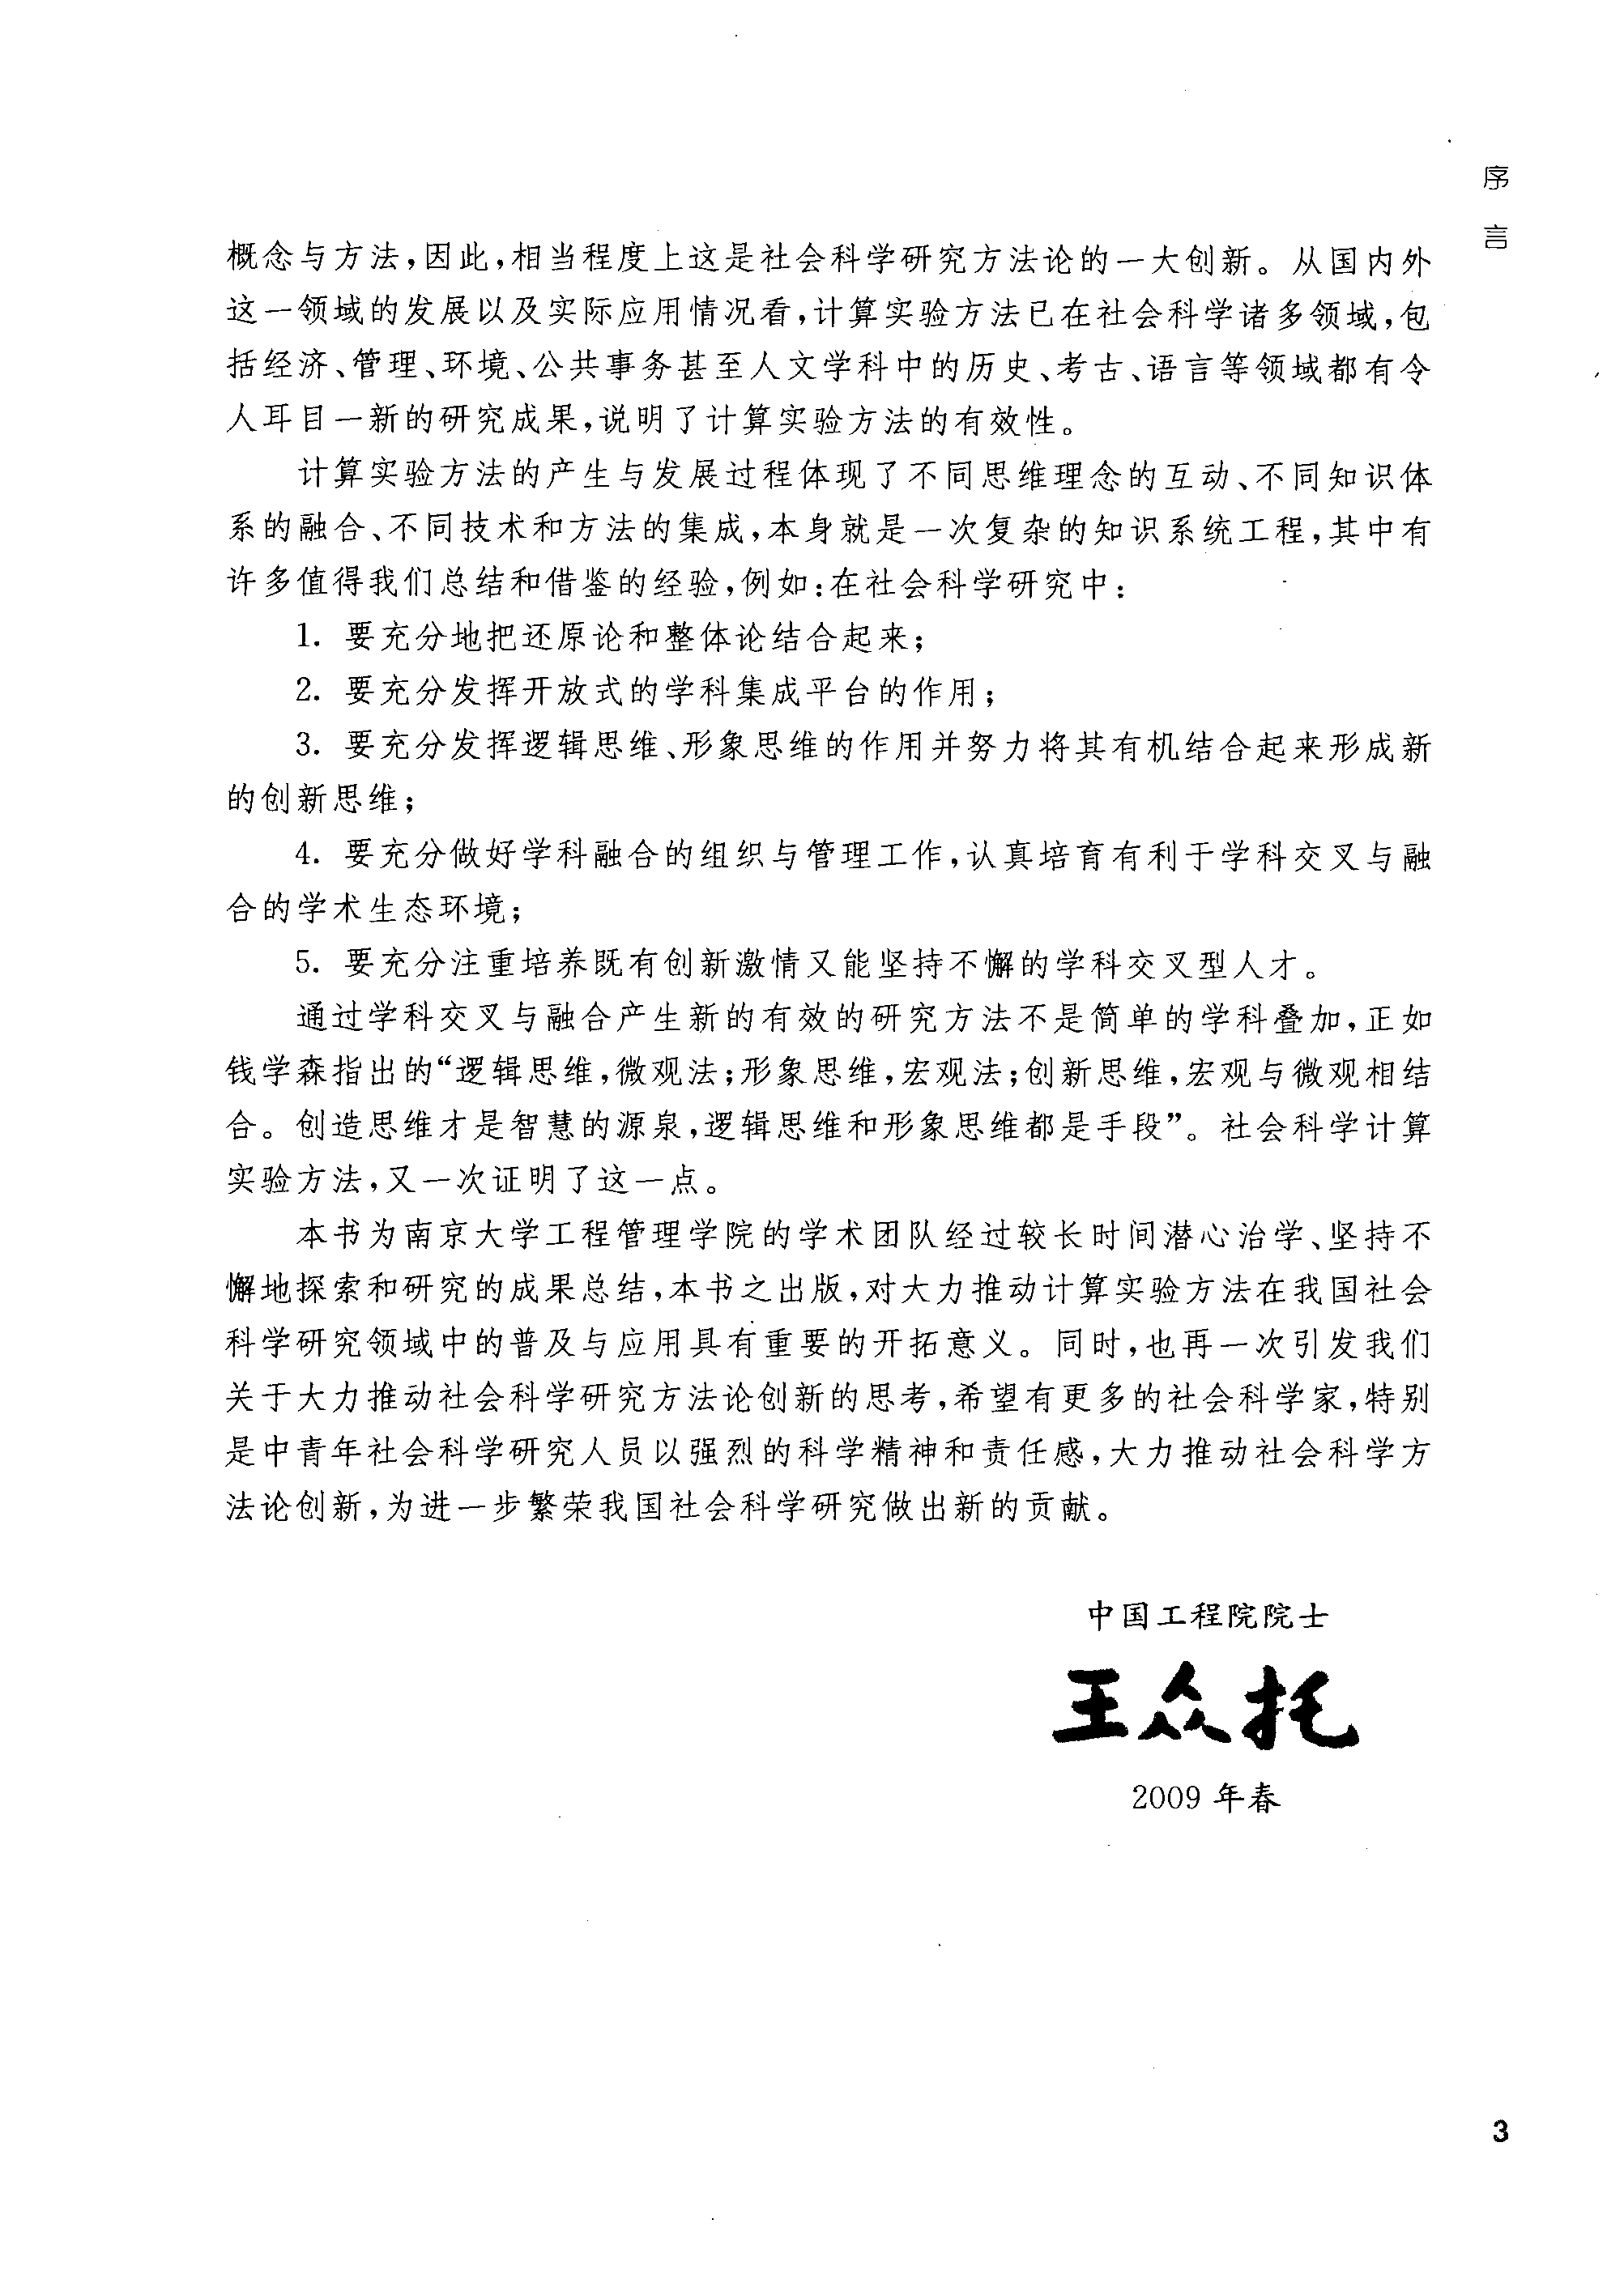 序
言
概念与方法,因此,相当程度上这是社会科学研究方法论的一大创新。从国内外
这一领域的发展以及实际应用情况看,计算实验方法已在社会科学诸多领域,包
括经济、管理、环境、公共事务甚至人文学科中的历史、考古、语言等领域都有令
人耳目一新的研究成果,说明了计算实验方法的有效性。
计算实验方法的产生与发展过程体现了不同思维理念的互动、不同知识体
系的融合、不同技术和方法的集成,本身就是一次复杂的知识系统工程,其中有
许多值得我们总结和借鉴的经验,例如:在社会科学研究中:
1. 要充分地把还原论和整体论结合起来;
2. 要充分发挥开放式的学科集成平台的作用;
3. 要充分发挥逻辑思维、形象思维的作用并努力将其有机结合起来形成新
的创新思维;
4. 要充分做好学科融合的组织与管理工作,认真培育有利于学科交叉与融
合的学术生态环境;
5. 要充分注重培养既有创新激情又能坚持不懈的学科交叉型人才。
通过学科交叉与融合产生新的有效的研究方法不是简单的学科叠加,正如
钱学森指出的“逻辑思维,微观法;形象思维,宏观法;创新思维,宏观与微观相结
合。创造思维才是智慧的源泉,逻辑思维和形象思维都是手段”。社会科学计算
实验方法,又一次证明了这一点。
本书为南京大学工程管理学院的学术团队经过较长时间潜心治学、坚持不
懈地探索和研究的成果总结,本书之出版,对大力推动计算实验方法在我国社会
科学研究领域中的普及与应用具有重要的开拓意义。同时,也再一次引发我们
关于大力推动社会科学研究方法论创新的思考,希望有更多的社会科学家,特别
是中青年社会科学研究人员以强烈的科学精神和责任感,大力推动社会科学方
法论创新,为进一步繁荣我国社会科学研究做出新的贡献。
中国工程院院士
王众托
2009 年春
3